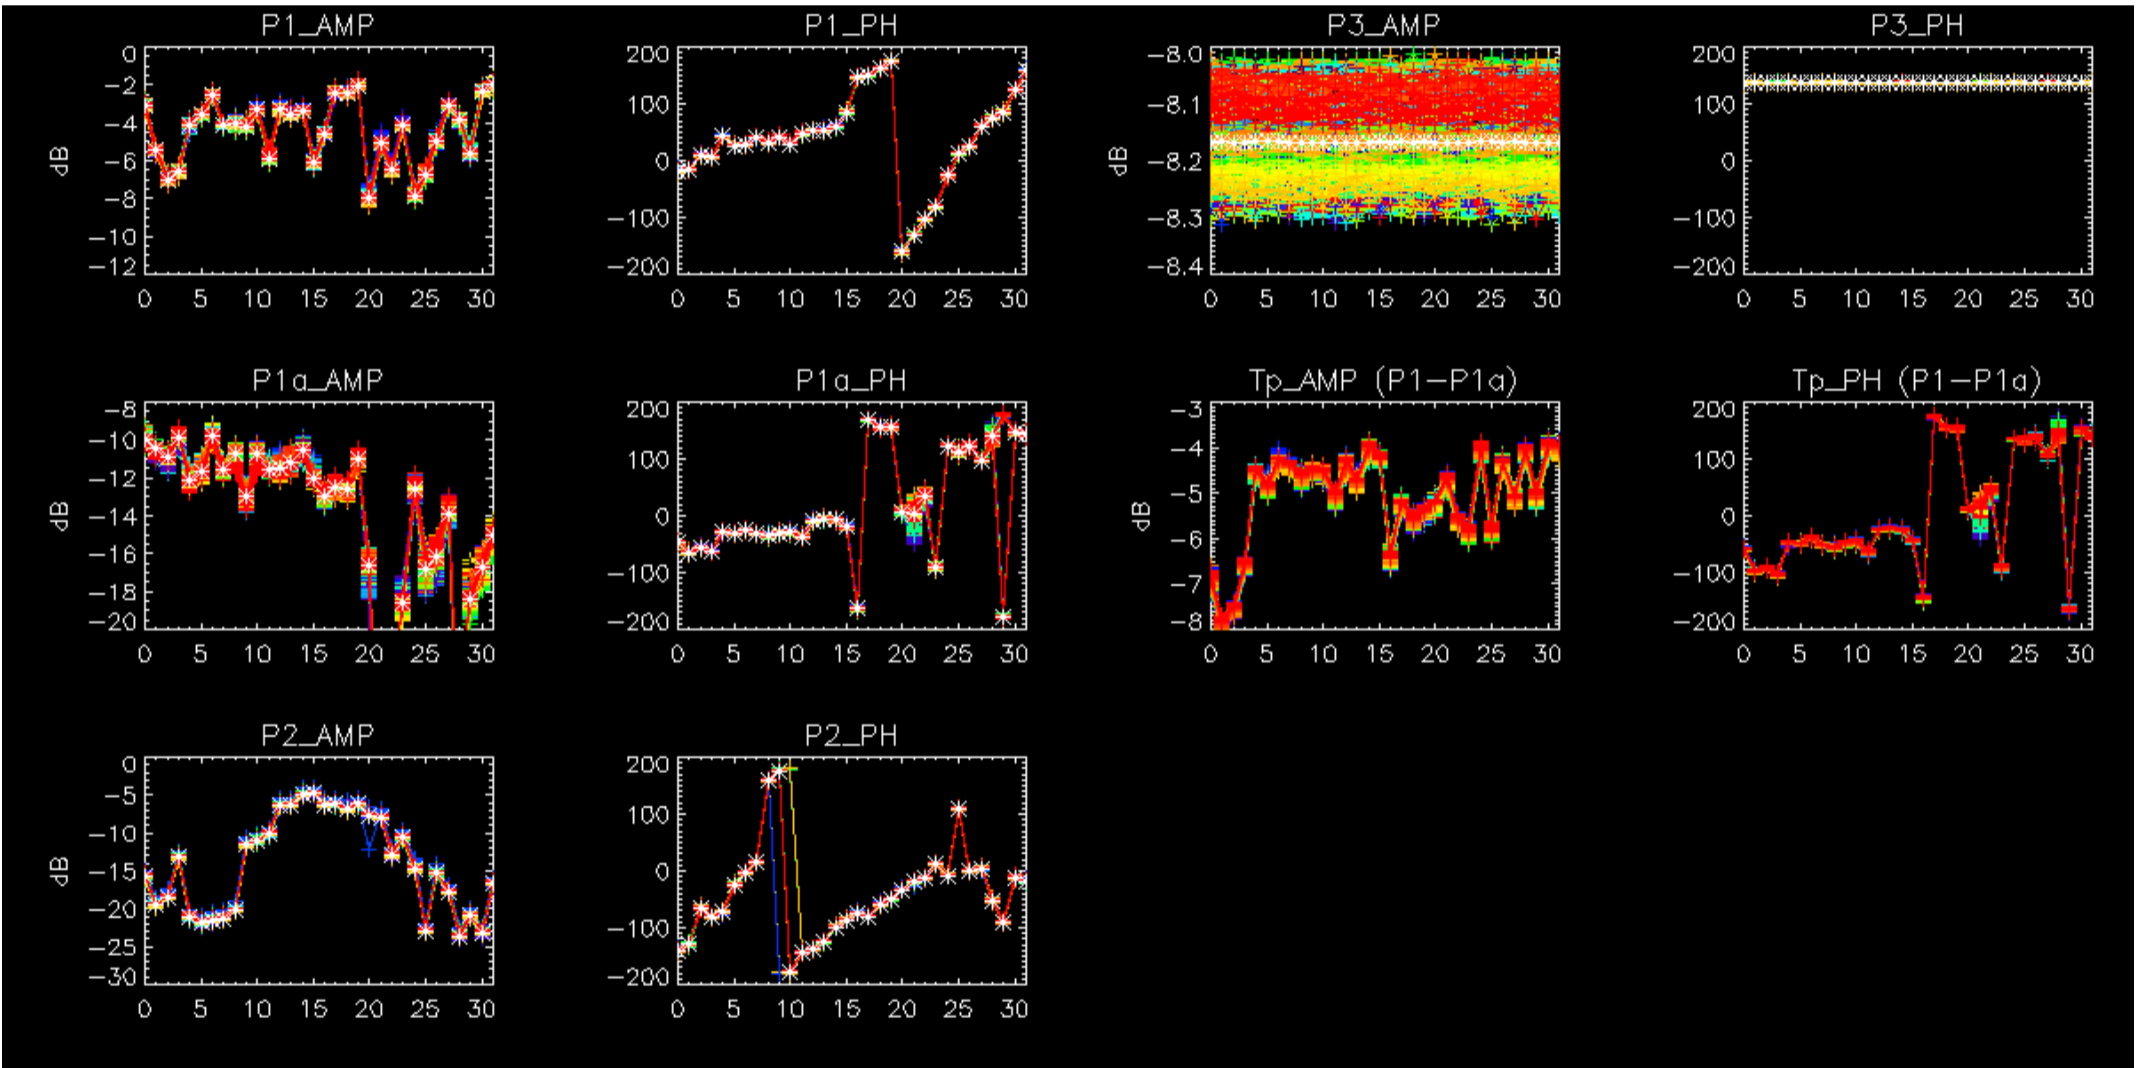 P1_AMP
0
−2
−4
−6
−8
−10
−12
dB
0 5 10 15 20 25 30
P1_PH
200
100
0
−100
−200
0 5 10 15 20 25 30
P3_AMP
−8.0
−8.1
−8.2
−8.3
−8.4
dB
0 5 10 15 20 25 30
P3_PH
200
100
0
−100
−200
0 5 10 15 20 25 30
P1a_AMP
−8
−10
−12
−14
−16
−18
−20
dB
0 5 10 15 20 25 30
P1a_PH
200
100
0
−100
−200
0 5 10 15 20 25 30
Tp_AMP (P1−P1a)
−3
−4
−5
−6
−7
−8
dB
0 5 10 15 20 25 30
Tp_PH (P1−P1a)
200
100
0
−100
−200
0 5 10 15 20 25 30
P2_AMP
0
−5
−10
−15
−20
−25
−30
dB
0 5 10 15 20 25 30
P2_PH
200
100
0
−100
−200
0 5 10 15 20 25 30